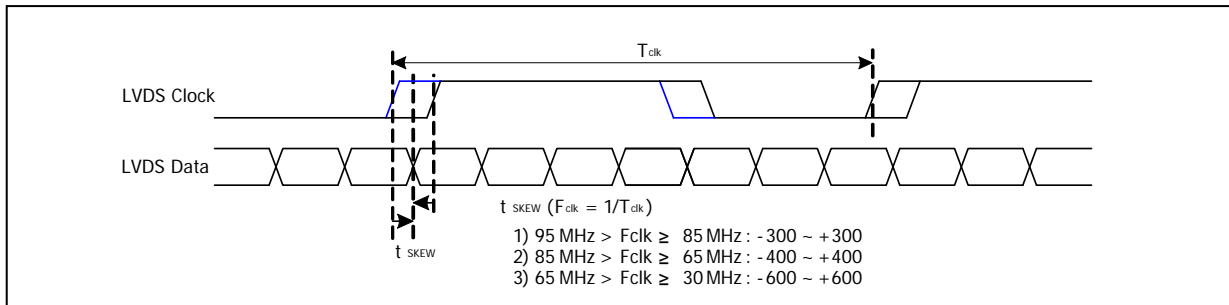 Tclk
LVDS Clock
LVDS Data
t SKEW (Fclk = 1/Tclk)
1) 95 MHz > Fclk ≥ 85 MHz : -300 ~ +300
t SKEW
2) 85 MHz > Fclk ≥ 65 MHz : -400 ~ +400
3) 65 MHz > Fclk ≥ 30 MHz : -600 ~ +600